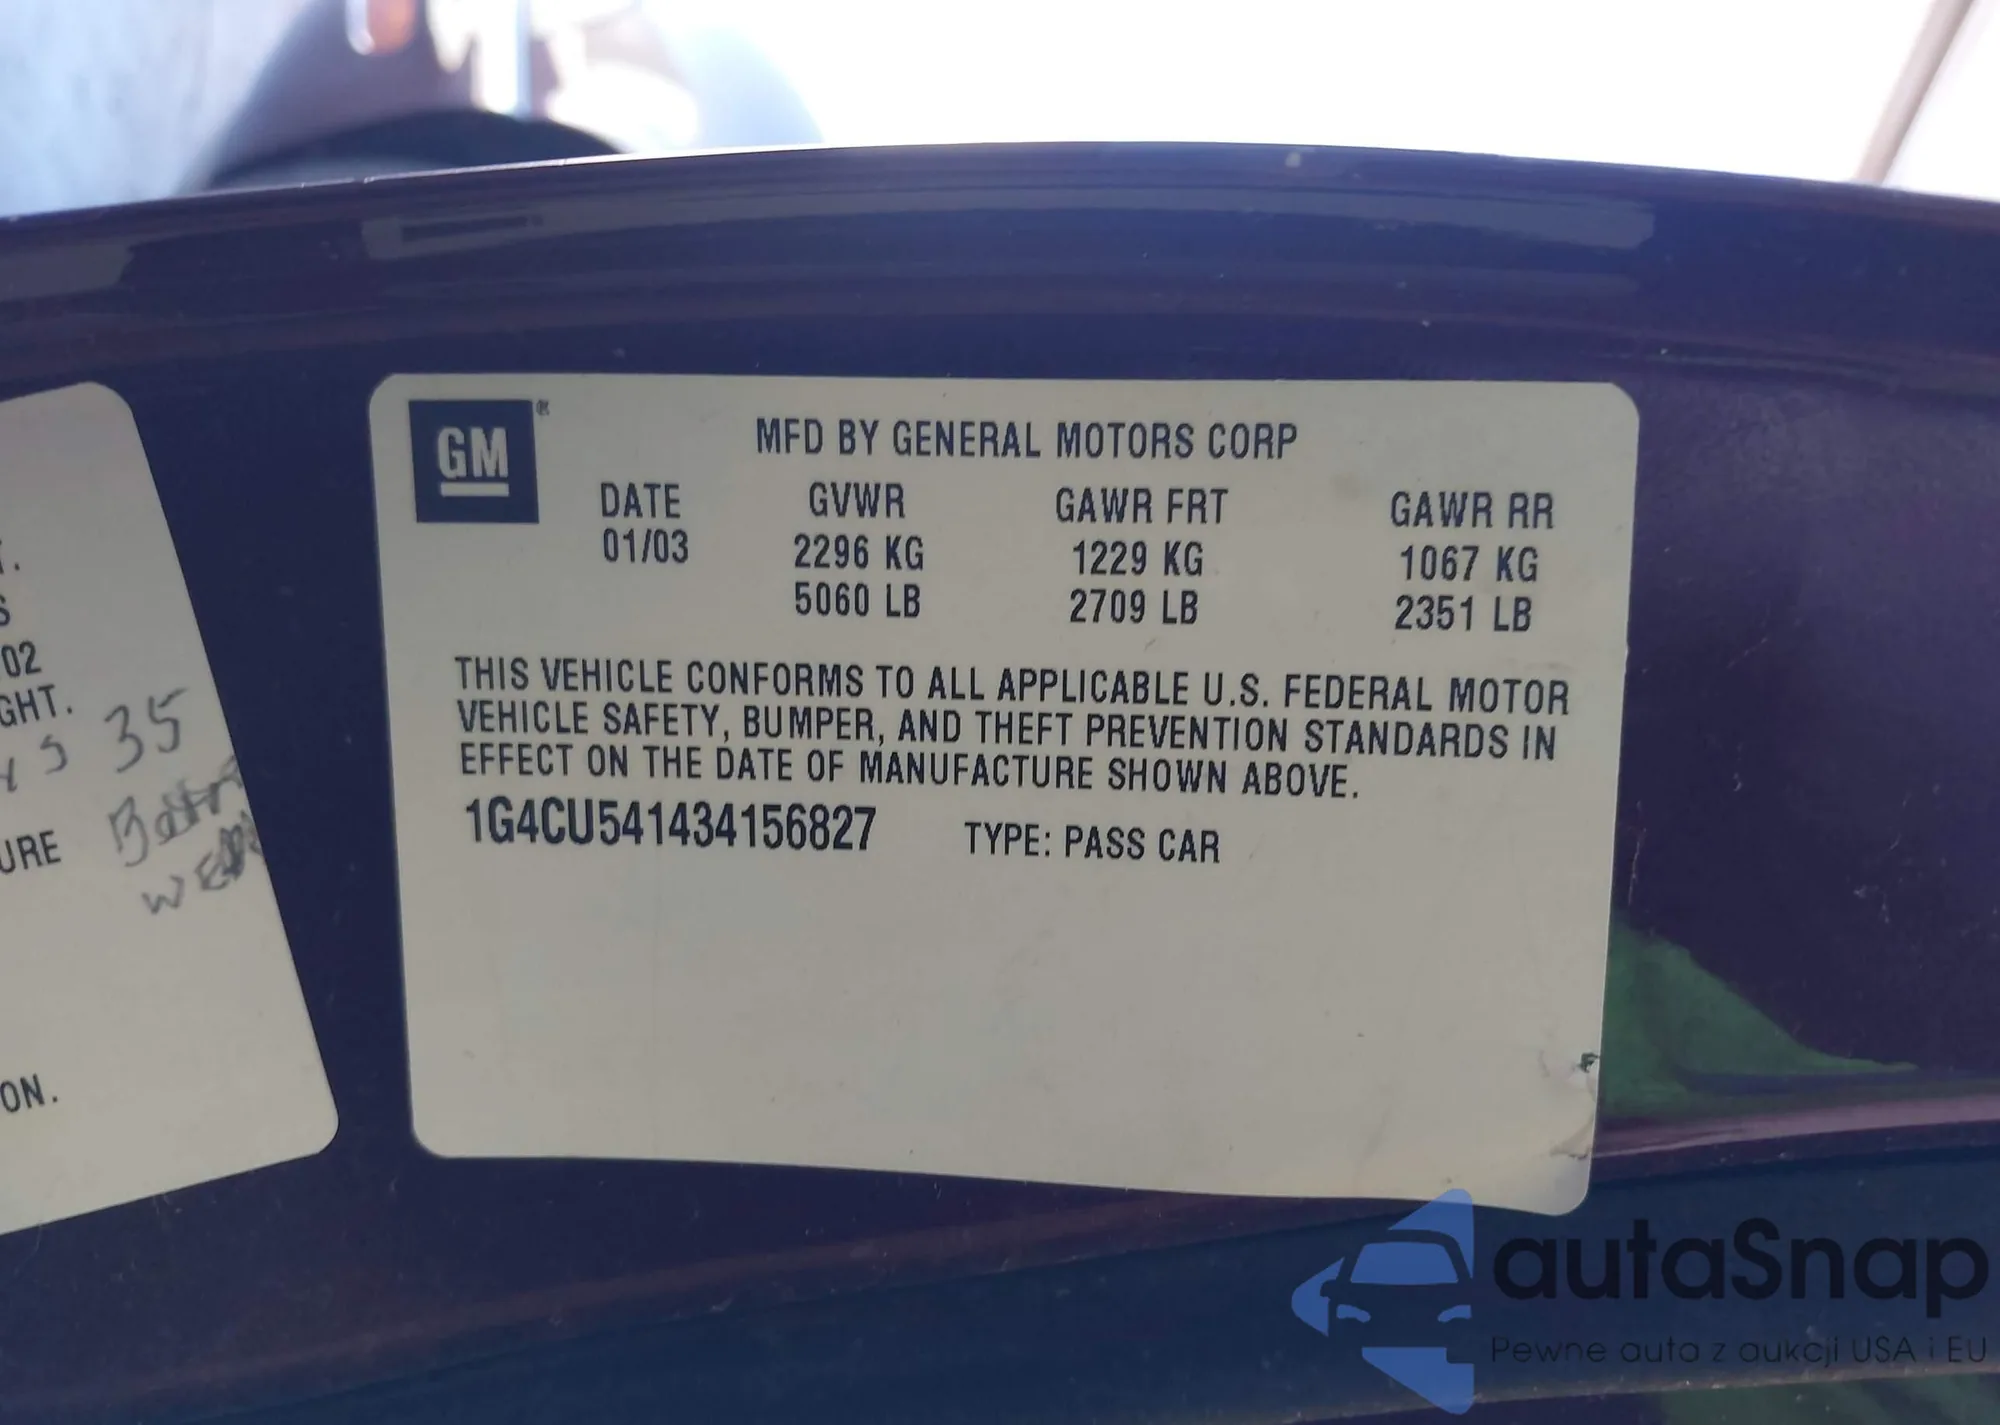 GM
MFD BY GENERAL MOTORS CORP
DATE GVWR GAWR FRT GAWR RR
01/03 2296 KG 1229 KG 1067 KG
5060 LB 2709 LB 2351 LB
THIS VEHICLE CONFORMS TO ALL APPLICABLE U.S. FEDERAL MOTOR
VEHICLE SAFETY, BUMPER, AND THEFT PREVENTION STANDARDS IN
EFFECT ON THE DATE OF MANUFACTURE SHOWN ABOVE.
1G4CU541434156827 TYPE: PASS CAR
02
GHT.
35
URE
ON.
autaSnap
Pewne auta z aukcji USA i EU